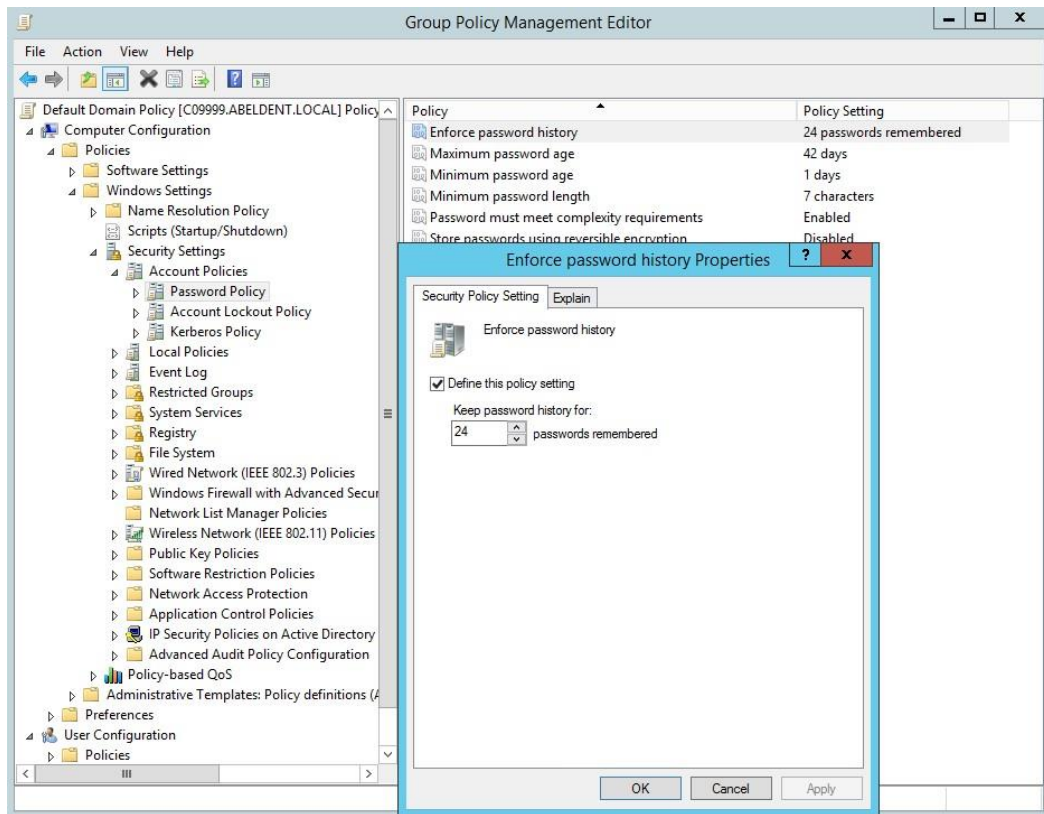 Group Policy Management Editor
File Action View Help
Default Domain Policy [C09999.ABELDENT.LOCAL] Policy
Computer Configuration
Policies
Software Settings
Windows Settings
Name Resolution Policy
Scripts (Startup/Shutdown)
Security Settings
Account Policies
Password Policy
Account Lockout Policy
Kerberos Policy
Local Policies
Event Log
Restricted Groups
System Services
Registry
File System
Wired Network (IEEE 802.3) Policies
Windows Firewall with Advanced Secur
Network List Manager Policies
Wireless Network (IEEE 802.11) Policies
Public Key Policies
Software Restriction Policies
Network Access Protection
Application Control Policies
IP Security Policies on Active Directory
Advanced Audit Policy Configuration
Policy-based QoS
Administrative Templates: Policy definitions (A
Preferences
User Configuration
Policies
Policy Policy Setting
Enforce password history 24 passwords remembered
Maximum password age 42 days
Minimum password age 1 days
Minimum password length 7 characters
Password must meet complexity requirements Enabled
Store passwords using reversible encryption Disabled
Enforce password history Properties
Security Policy Setting Explain
Enforce password history
Define this policy setting
Keep password history for:
24 passwords remembered
OK Cancel Apply